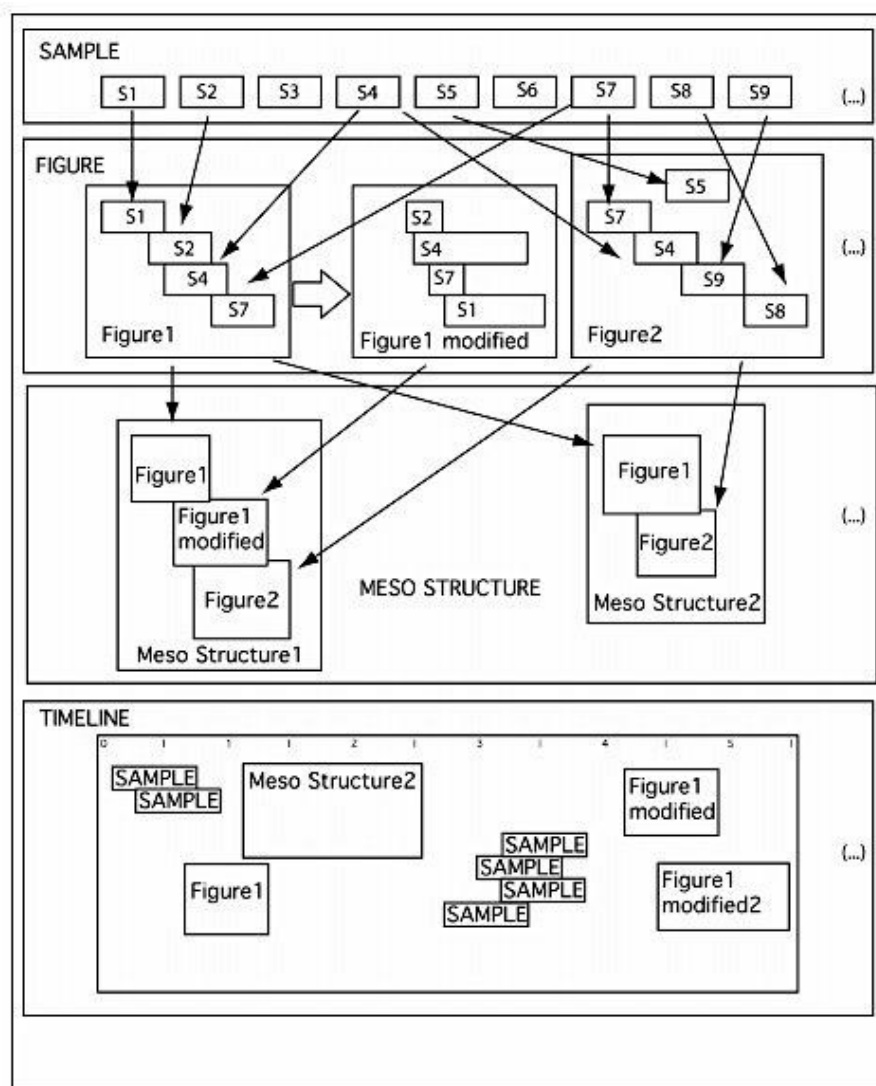 SAMPLE
S1 S2 S3 S4 S5 S6 S7 S8 S9 (...)
FIGURE
S1
S2
S4
S7
Figure1
S2
S4
S7
S1
Figure1 modified
S5
S7
S4
S9
S8
Figure2
(...)
Figure1
Figure1
modified
Figure2
Meso Structure1
MESO STRUCTURE
Figure1
Figure2
Meso Structure2
(...)
TIMELINE
0 1 2 3 4 5
SAMPLE
SAMPLE
Meso Structure2
Figure1
SAMPLE
SAMPLE
SAMPLE
SAMPLE
Figure1
modified
Figure1
modified2
(...)